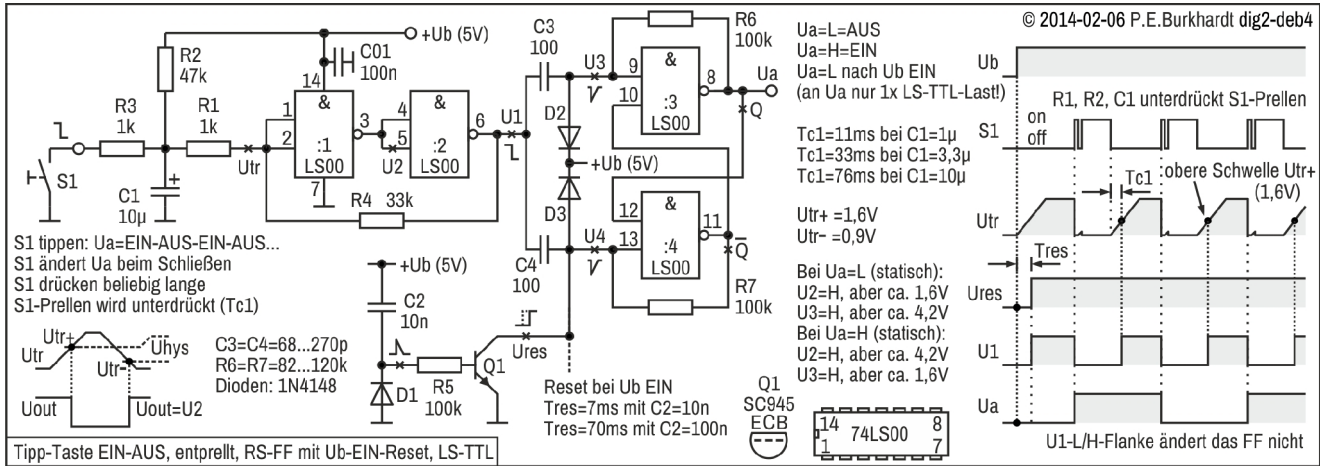 © 2014-02-06 P.E.Burkhardt dig2-deb4
+Ub (5V)
R2
47k
C01
100n
R3
1k
R1
1k
14
1
2
&
:1
LS00
7
3
4
5
&
:2
LS00
6
Utr
U2
S1
C1
10µ
+
R4 33k
U1
C3
100
C4
100
D2
D3
+Ub (5V)
U3
U4
R6
100k
9
10
&
:3
LS00
8
Ua
Q
12
13
&
:4
LS00
11
Q
R7
100k
S1 tippen: Ua=EIN-AUS-EIN-AUS...
S1 ändert Ua beim Schließen
S1 drücken beliebig lange
S1-Prellen wird unterdrückt (Tc1)
Utr+
Uhys
Utr
Utr-
Uout
Uout=U2
C3=C4=68...270p
R6=R7=82...120k
Dioden: 1N4148
+Ub (5V)
C2
10n
D1
R5
100k
Q1
Ures
Reset bei Ub EIN
Tres=7ms mit C2=10n
Tres=70ms mit C2=100n
Q1
SC945
ECB
14
8
74LS00
1
7
Ua=L=AUS
Ua=H=EIN
Ua=L nach Ub EIN
(an Ua nur 1x LS-TTL-Last!)
Tc1=11ms bei C1=1µ
Tc1=33ms bei C1=3,3µ
Tc1=76ms bei C1=10µ
Utr+ =1,6V
Utr− =0,9V
Bei Ua=L (statisch):
U2=H, aber ca. 1,6V
U3=H, aber ca. 4,2V
Bei Ua=H (statisch):
U2=H, aber ca. 4,2V
U3=H, aber ca. 1,6V
Ub
R1, R2, C1 unterdrückt S1-Prellen
S1
on
off
Tc1
obere Schwelle Utr+
(1,6V)
Utr
Tres
Ures
U1
Ua
U1-L/H-Flanke ändert das FF nicht
Tipp-Taste EIN-AUS, entprellt, RS-FF mit Ub-EIN-Reset, LS-TTL